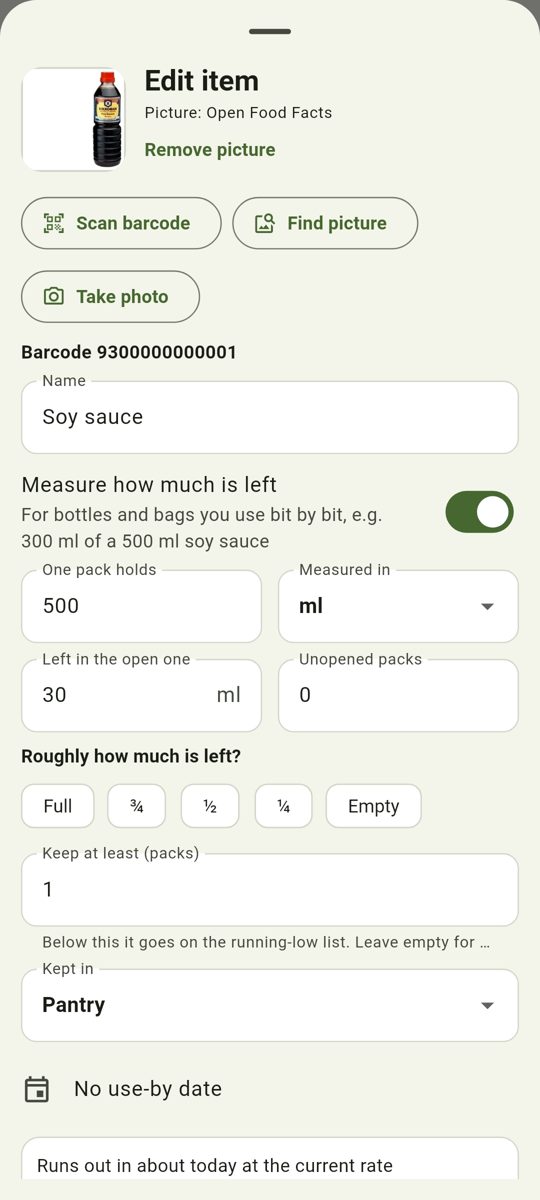 Edit item
Picture: Open Food Facts
Remove picture
Scan barcode
Find picture
Take photo
Barcode 9300000000001
Name
Soy sauce
Measure how much is left
For bottles and bags you use bit by bit, e.g.
300 ml of a 500 ml soy sauce
One pack holds
500
Measured in
ml
Left in the open one
30 ml
Unopened packs
0
Roughly how much is left?
Full ¾ ½ ¼ Empty
Keep at least (packs)
1
Below this it goes on the running-low list. Leave empty for …
Kept in
Pantry
No use-by date
Runs out in about today at the current rate